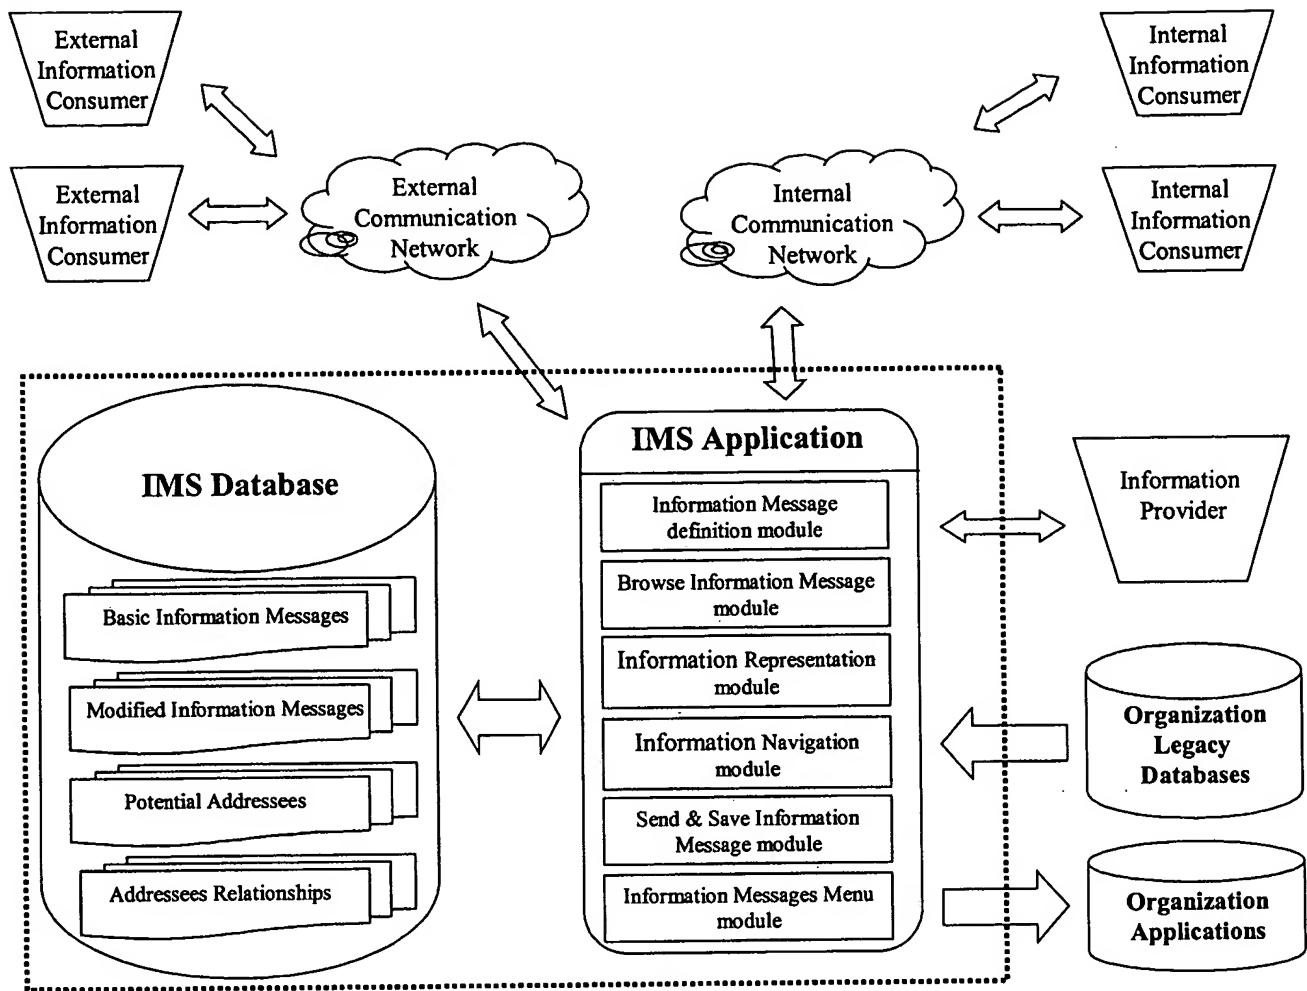 External
Information
Consumer
Internal
Information
Consumer
External
Information
Consumer
External
Communication
Network
Internal
Communication
Network
Internal
Information
Consumer
IMS Database
Basic Information Messages
Modified Information Messages
Potential Addressees
Addressees Relationships
IMS Application
Information Message
definition module
Browse Information Message
module
Information Representation
module
Information Navigation
module
Send & Save Information
Message module
Information Messages Menu
module
Information
Provider
Organization
Legacy
Databases
Organization
Applications